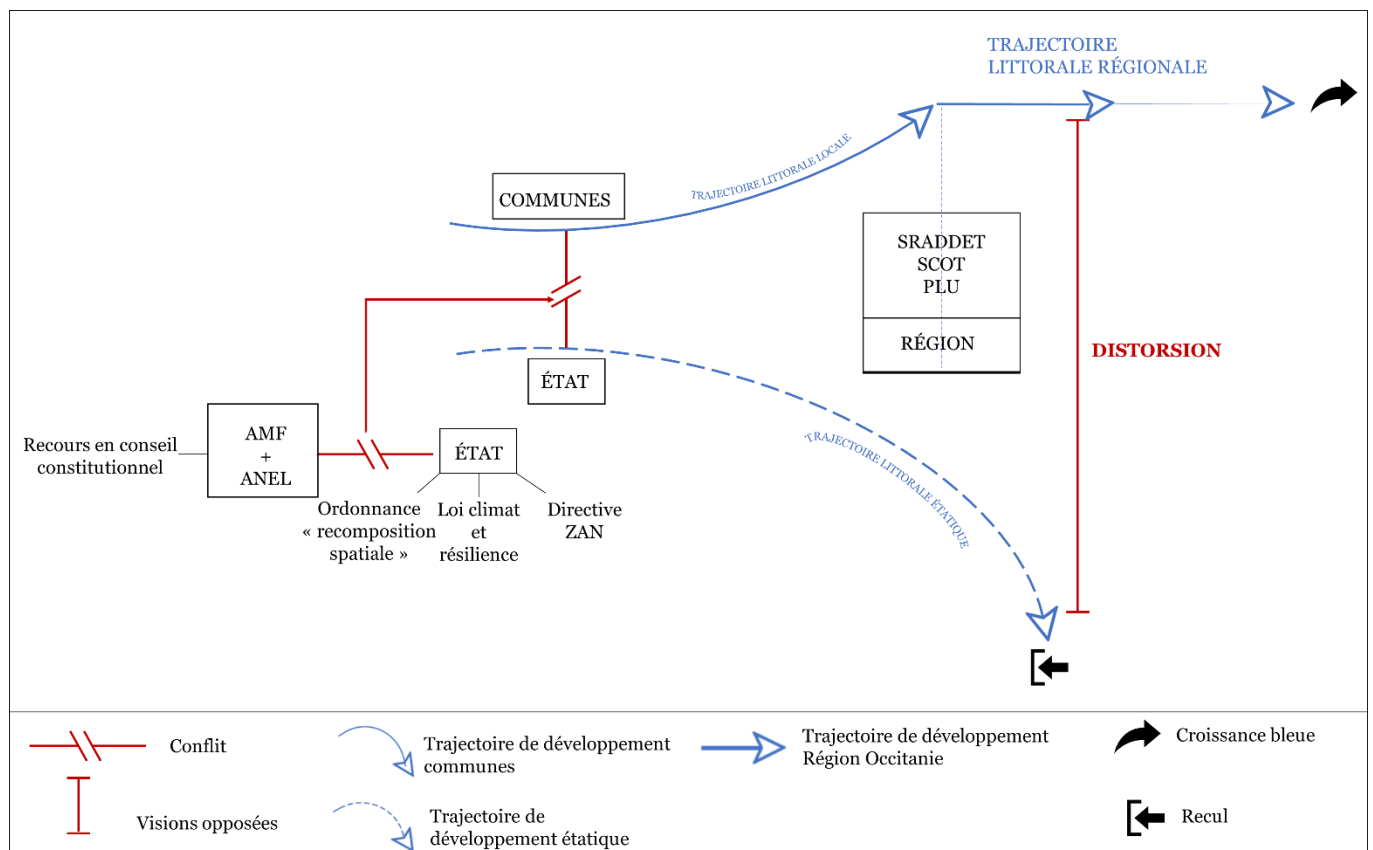 TRAJECTOIRE
LITTORALE RÉGIONALE
TRAJECTOIRE LITTORALE LOCALE
COMMUNES
SRADDET
SCOT
PLU
RÉGION
DISTORSION
ÉTAT
TRAJECTOIRE LITTORALE ÉTATIQUE
Recours en conseil
constitutionnel
AMF
+
ANEL
ÉTAT
Ordonnance
« recomposition
spatiale »
Loi climat
et
résilience
Directive
ZAN
Conflit
Trajectoire de développement
communes
Trajectoire de développement
Région Occitanie
Croissance bleue
Visions opposées
Trajectoire de
développement étatique
Recul